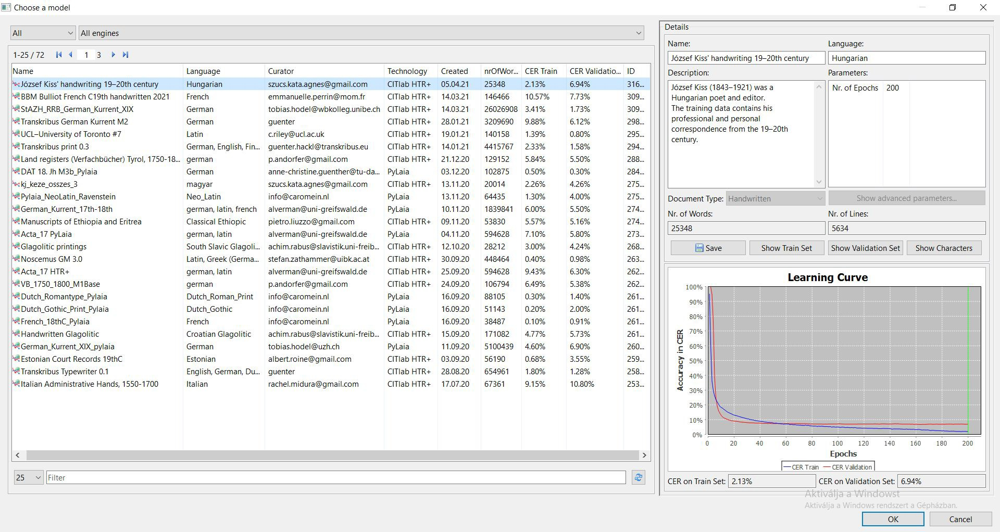 Choose a model
All All engines
1-25 / 72 1 3
Name Language Curator Technology Created nrOfWor... CER Train CER Validatio... ID
József Kiss' handwriting 19–20th century Hungarian szucs.kata.agnes@gmail.com CITlab HTR+ 05.04.21 25348 2.13% 6.94% 316...
BBM Bulliot French C19th handwritten 2021 French emmanuelle.perrin@mom.fr CITlab HTR+ 14.03.21 146466 10.57% 7.73% 309...
StAZH_RRB_German_Kurrent_XIX German tobias.hodel@wbkolleg.unibe.ch CITlab HTR+ 14.03.21 26026908 3.41% 1.73% 309...
Transkribus German Kurrent M2 German guenter CITlab HTR+ 28.01.21 3209690 9.88% 6.12% 298...
UCL–University of Toronto #7 Latin c.riley@ucl.ac.uk CITlab HTR+ 19.01.21 140158 1.39% 0.80% 295...
Transkribus print 0.3 German, English, Fin... guenter.hackl@transkribus.eu CITlab HTR+ 14.01.21 4415767 2.33% 1.58% 294...
Land registers (Verfachbücher) Tyrol, 1750-18... german p.andorfer@gmail.com CITlab HTR+ 21.12.20 129152 5.84% 5.50% 288...
DAT 18. Jh M3b_Pylaia German anne-christine.guenther@tu-da... PyLaia 03.12.20 102875 0.50% 0.30% 284...
kj_keze_osszes_3 magyar szucs.kata.agnes@gmail.com CITlab HTR+ 13.11.20 20014 2.26% 4.26% 275...
Pylaia_NeoLatin_Ravenstein Neo_Latin info@caromein.nl PyLaia 13.11.20 64435 1.30% 4.00% 275...
German_Kurrent_17th-18th german, latin, french alverman@uni-greifswald.de PyLaia 10.11.20 1839841 6.00% 5.50% 274...
Manuscripts of Ethiopia and Eritrea Classical Ethiopic pietro.liuzzo@gmail.com CITlab HTR+ 09.11.20 53830 5.57% 5.16% 274...
Acta_17 PyLaia german, latin alverman@uni-greifswald.de PyLaia 04.11.20 594628 7.10% 5.80% 273...
Glagolitic printings South Slavic Glagoli... achim.rabus@slavistik.uni-freib... CITlab HTR+ 12.10.20 28212 3.00% 4.24% 268...
Noscemus GM 3.0 Latin, Greek (Germa... stefan.zathammer@uibk.ac.at CITlab HTR+ 30.09.20 448464 0.40% 0.98% 263...
Acta_17 HTR+ german, latin alverman@uni-greifswald.de CITlab HTR+ 25.09.20 594628 9.43% 6.30% 262...
VB_1750_1800_M1Base german p.andorfer@gmail.com CITlab HTR+ 24.09.20 106794 6.49% 5.38% 262...
Dutch_Romantype_Pylaia Dutch_Roman_Print info@caromein.nl PyLaia 16.09.20 88105 0.30% 1.40% 261...
Dutch_Gothic_Print_Pylaia Dutch_Gothic info@caromein.nl PyLaia 16.09.20 51143 0.20% 2.00% 261...
French_18thC_Pylaia French info@caromein.nl PyLaia 16.09.20 38487 0.10% 0.91% 261...
Handwritten Glagolitic Croatian Glagolitic achim.rabus@slavistik.uni-freib... CITlab HTR+ 15.09.20 171082 4.77% 5.73% 261...
German_Kurrent_XIX_pylaia German tobias.hodel@uzh.ch PyLaia 11.09.20 5100439 4.60% 6.90% 260...
Estonian Court Records 19thC Estonian albert.roine@gmail.com CITlab HTR+ 03.09.20 56190 0.68% 3.55% 259...
Transkribus Typewriter 0.1 English, German, Du... guenter CITlab HTR+ 28.08.20 654961 1.80% 1.28% 258...
Italian Administrative Hands, 1550-1700 Italian rachel.midura@gmail.com CITlab HTR+ 17.07.20 67361 9.15% 10.80% 253...
25 Filter
Details
Name: Language:
József Kiss' handwriting 19–20th century Hungarian
Description: Parameters:
József Kiss (1843–1921) was a
Hungarian poet and editor.
The training data contains his
professional and personal
correspondence from the 19–20th
century.
Nr. of Epochs 200
Document Type: Handwritten Show advanced parameters...
Nr. of Words: Nr. of Lines:
25348 5634
Save Show Train Set Show Validation Set Show Characters
Learning Curve
Accuracy in CER
100%
90%
80%
70%
60%
50%
40%
30%
20%
10%
0%
0 20 40 60 80 100 120 140 160 180 200
Epochs
CER Train CER Validation
CER on Train Set: 2.13% CER on Validation Set: 6.94%
Aktiválja a Windowst
Aktiválja a Windows rendszert a Gépházban.
OK Cancel